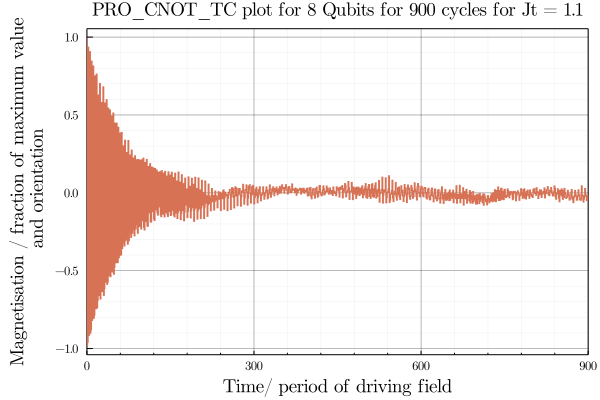 PRO_CNOT_TC plot for 8 Qubits for 900 cycles for Jt = 1.1
Magnetisation / fraction of maximum value
and orientation
1.0
0.5
0.0
−0.5
−1.0
0
300
600
900
Time/ period of driving field